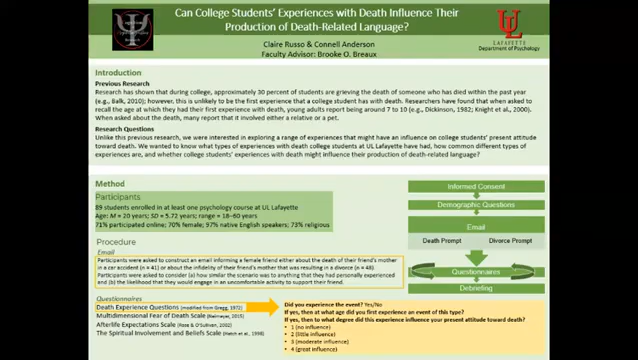 Can College Students' Experiences with Death Influence Their
Production of Death-Related Language?
Claire Russo & Connell Anderson
Faculty Advisor: Brooke O. Breaux
LAFAYETTE
Department of Psychology
Introduction
Previous Research
Research has shown that during college, approximately 30 percent of students are grieving the death of someone who has died within the past year
(e.g., Balk, 2010); however, this is unlikely to be the first experience that a college student has with death. Researchers have found that when asked to
recall the age at which they had their first experience with death, young adults report being around 7 to 10 (e.g., Dickinson, 1982; Knight et al., 2000).
When asked about the death, many report that it involved either a relative or a pet.
Research Questions
Unlike this previous research, we were interested in exploring a range of experiences that might have an influence on college students' present attitude
toward death. We wanted to know what types of experiences with death college students at UL Lafayette have had, how common different types of
experiences are, and whether college students' experiences with death might influence their production of death-related language?
Method
Participants
89 students enrolled in at least one psychology course at UL Lafayette
Age: M = 20 years; SD = 5.72 years; range = 18–60 years
71% participated online; 70% female; 97% native English speakers; 73% religious
Procedure
Email
Participants were asked to construct an email informing a female friend either about the death of their friend's mother
in a car accident (n = 41) or about the infidelity of their friend's mother that was resulting in a divorce (n = 48)
Participants were asked to consider (a) how similar the scenario was to anything that they had personally experienced
and (b) the likelihood that they would engage in an uncomfortable activity to support their friend.
Questionnaires
Death Experience Questions (modified from Gregg, 1972)
Multidimensional Fear of Death Scale (Neimeyer, 2015)
Afterlife Expectations Scale (Rose & O'Sullivan, 2002)
The Spiritual Involvement and Beliefs Scale (Hatch et al., 1998)
Informed Consent
Demographic Questions
Email
Death Prompt Divorce Prompt
Questionnaires
Debriefing
Did you experience the event? Yes/No
If yes, then at what age did you first experience an event of this type?
If yes, then to what degree did this experience influence your present attitude toward death?
• 1 (no influence)
• 2 (little influence)
• 3 (moderate influence)
• 4 (great influence)